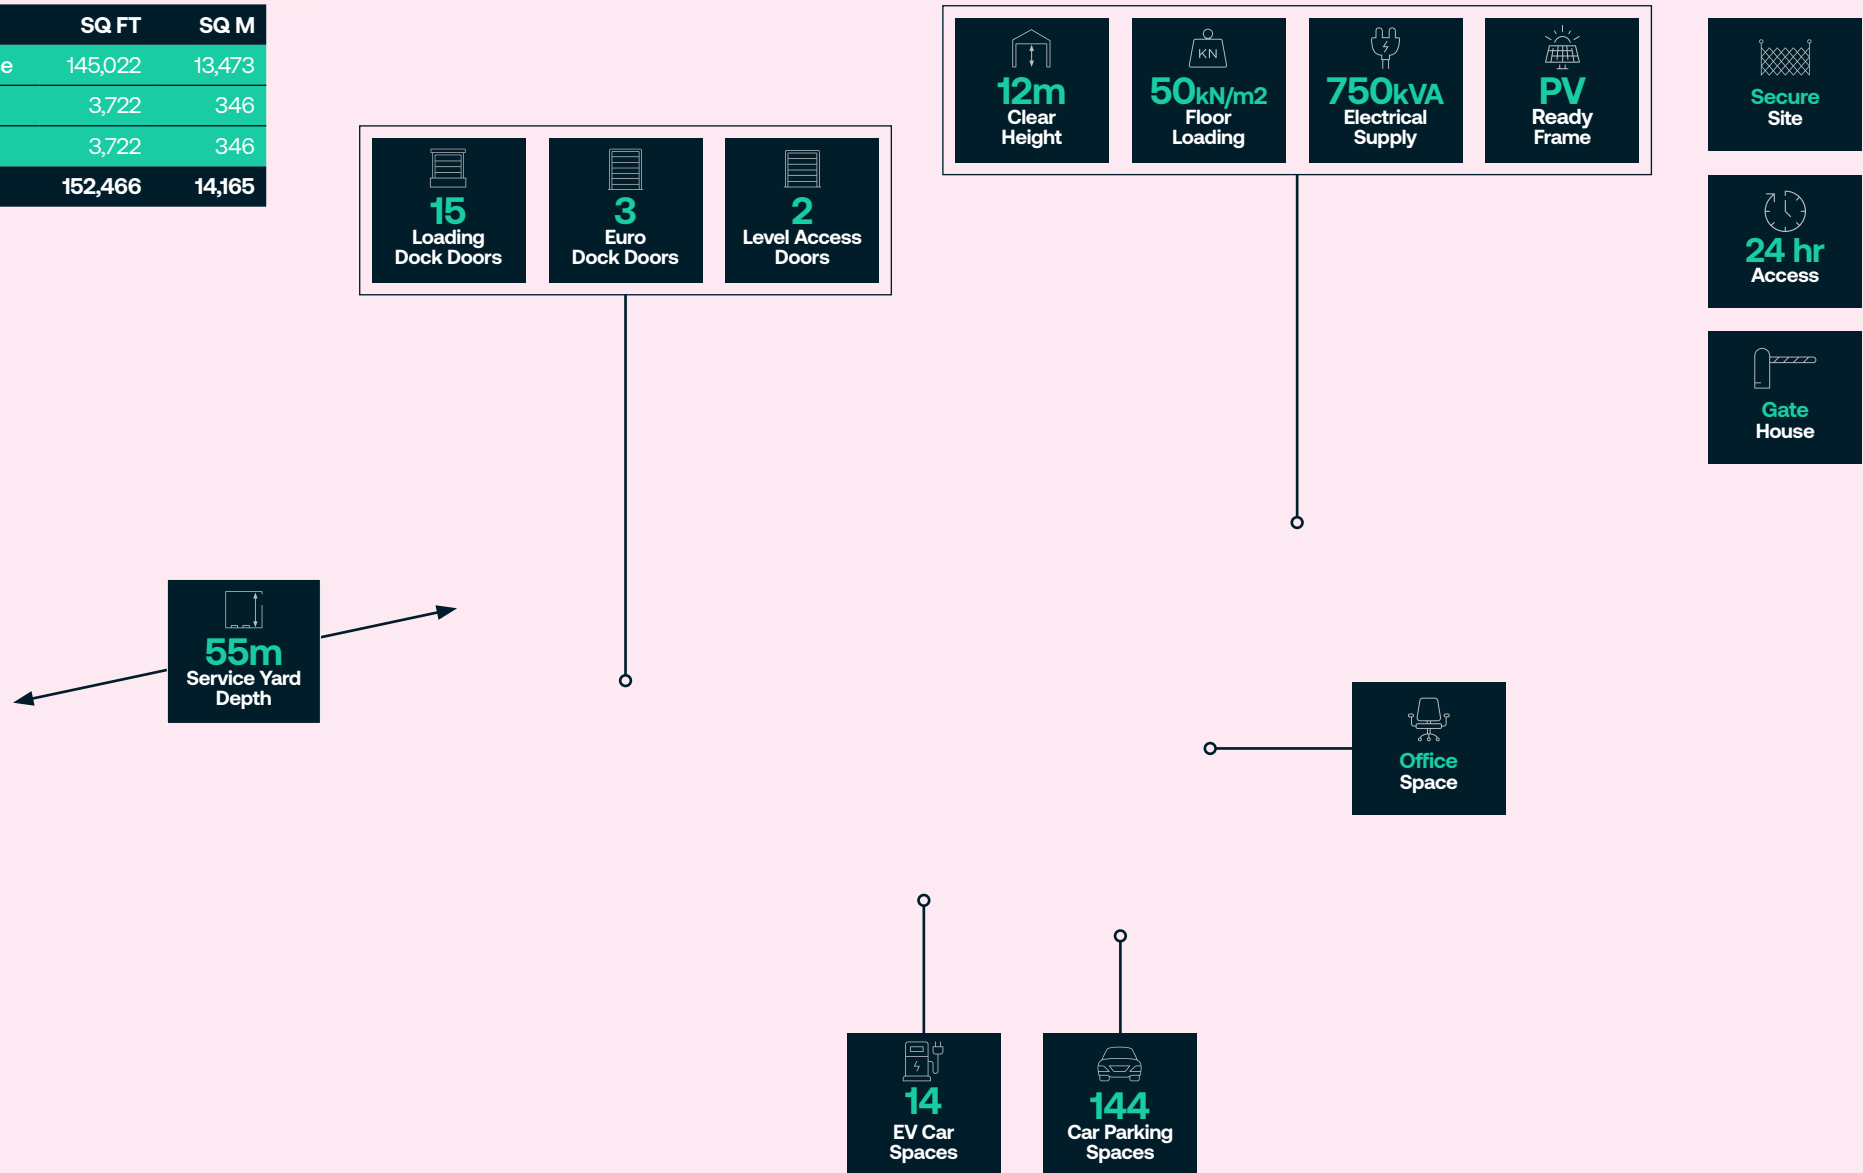 SQ FT SQ M
e 145,022 13,473
3,722 346
3,722 346
152,466 14,165
15
Loading
Dock Doors
3
Euro
Dock Doors
2
Level Access
Doors
12m
Clear
Height
KN
50kN/m2
Floor
Loading
750kVA
Electrical
Supply
PV
Ready
Frame
Secure
Site
24 hr
Access
Gate
House
55m
Service Yard
Depth
Office
Space
14
EV Car
Spaces
144
Car Parking
Spaces